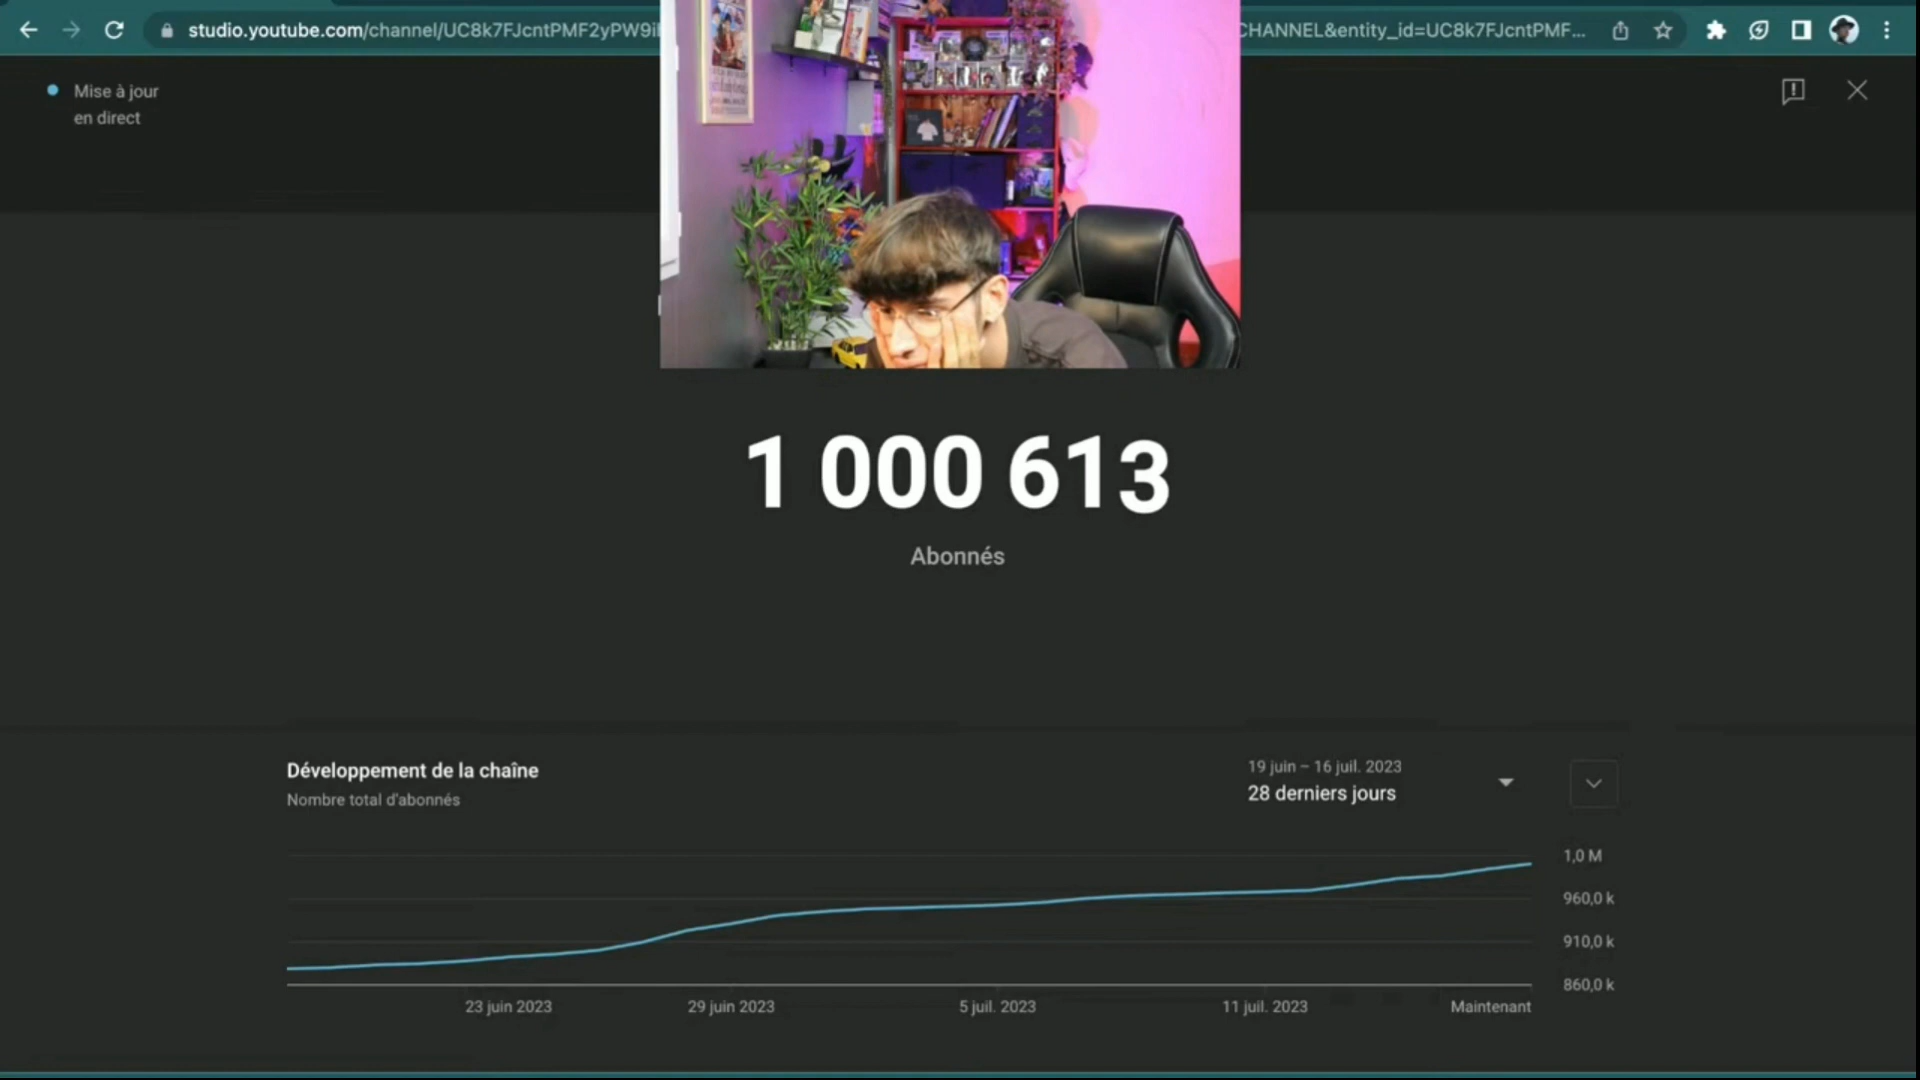 studio.youtube.com/channel/UC8k7FJcntPMF2yPW9i
CHANNEL&entity_id=UC8k7FJcntPMF...
Mise à jour
en direct
1 000 613
Abonnés
Développement de la chaîne
Nombre total d'abonnés
19 juin – 16 juil. 2023
28 derniers jours
1,0 M
960,0 k
910,0 k
860,0 k
23 juin 2023
29 juin 2023
5 juil. 2023
11 juil. 2023
Maintenant